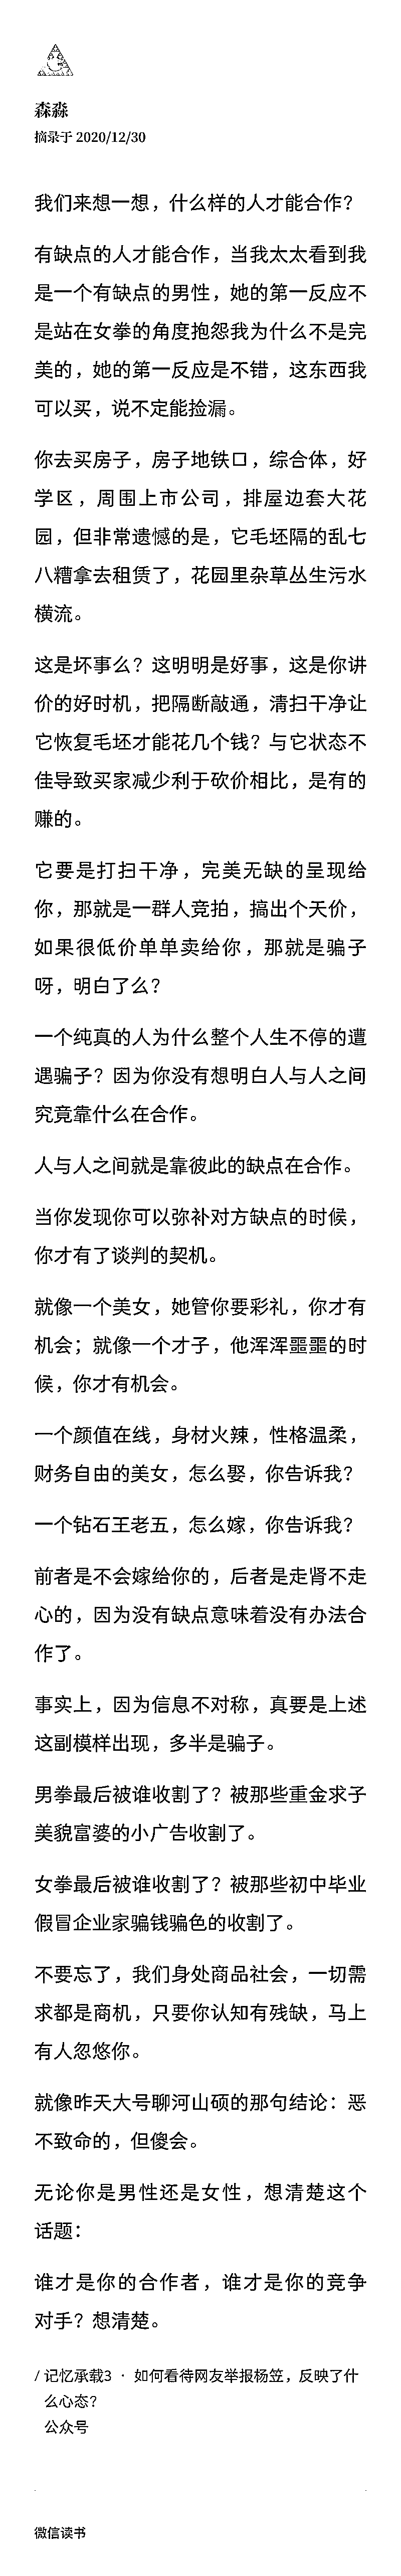 森淼
摘录于 2020/12/30
我们来想一想，什么样的人才能合作？
有缺点的人才能合作，当我太太看到我
是一个有缺点的男性，她的第一反应不
是站在女拳的角度抱怨我为什么不是完
美的，她的第一反应是不错，这东西我
可以买，说不定能捡漏。
你去买房子，房子地铁口，综合体，好
学区，周围上市公司，排屋边套大花
园，但非常遗憾的是，它毛坯隔的乱七
八糟拿去租赁了，花园里杂草丛生污水
横流。
这是坏事么？这明明是好事，这是你讲
价的好时机，把隔断敲通，清扫干净让
它恢复毛坯才能花几个钱？与它状态不
佳导致买家减少利于砍价相比，是有的
赚的。
它要是打扫干净，完美无缺的呈现给
你，那就是一群人竞拍，搞出个天价，
如果很低价单单卖给你，那就是骗子
呀，明白了么？
一个纯真的人为什么整个人生不停的遭
遇骗子？因为你没有想明白人与人之间
究竟靠什么在合作。
人与人之间就是靠彼此的缺点在合作。
当你发现你可以弥补对方缺点的时候，
你才有了谈判的契机。
就像一个美女，她管你要彩礼，你才有
机会；就像一个才子，他浑浑噩噩的时
候，你才有机会。
一个颜值在线，身材火辣，性格温柔，
财务自由的美女，怎么娶，你告诉我？
一个钻石王老五，怎么嫁，你告诉我？
前者是不会嫁给你的，后者是走肾不走
心的，因为没有缺点意味着没有办法合
作了。
事实上，因为信息不对称，真要是上述
这副模样出现，多半是骗子。
男拳最后被谁收割了？被那些重金求子
美貌富婆的小广告收割了。
女拳最后被谁收割了？被那些初中毕业
假冒企业家骗钱骗色的收割了。
不要忘了，我们身处商品社会，一切需
求都是商机，只要你认知有残缺，马上
有人忽悠你。
就像昨天大号聊河山硕的那句结论：恶
不致命的，但傻会。
无论你是男性还是女性，想清楚这个
话题：
谁才是你的合作者，谁才是你的竞争
对手？想清楚。
/ 记忆承载3 · 如何看待网友举报杨笠，反映了什
么心态？
公众号
微信读书